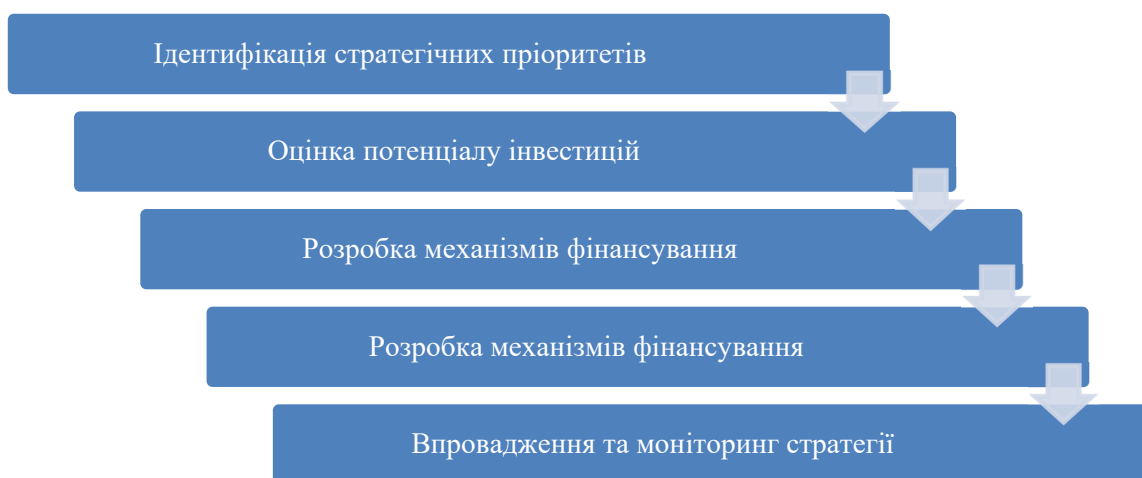 Ідентифікація стратегічних пріоритетів
Оцінка потенціалу інвестицій
Розробка механізмів фінансування
Розробка механізмів фінансування
Впровадження та моніторинг стратегії